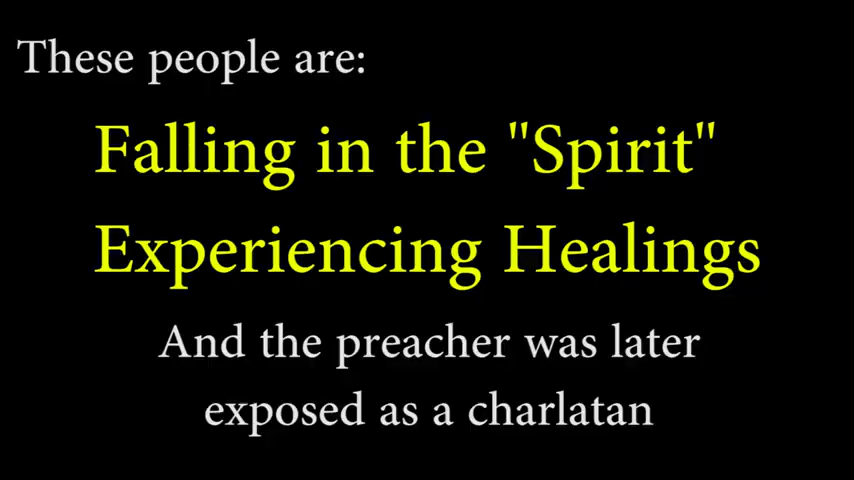 These people are:
Falling in the "Spirit"
Experiencing Healings
And the preacher was later
exposed as a charlatan